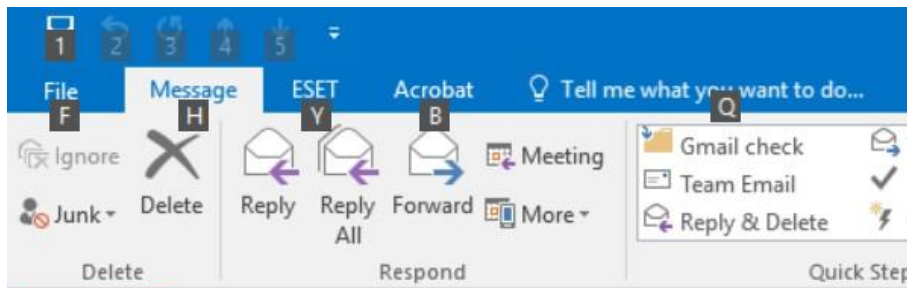 1 2 3 4 5
File Message ESET Acrobat Tell me what you want to do...
F H Y B Q
Ignore Delete Reply Reply All Forward Meeting Gmail check
Junk More Team Email
Reply & Delete
Delete Respond Quick Step